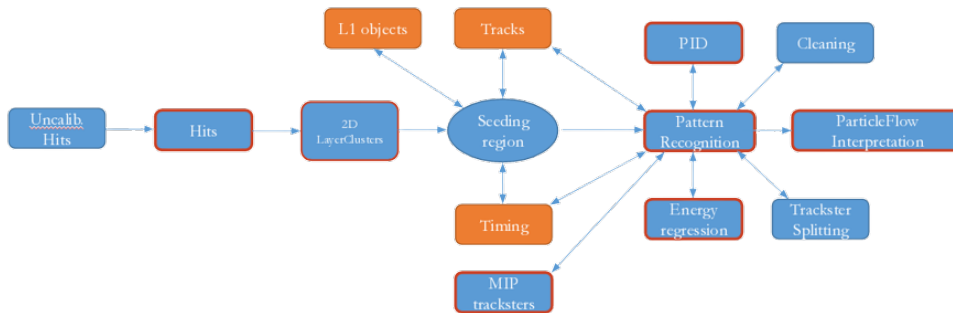 L1 objects
Tracks
PID
Cleaning
Uncalib.
Hits
Hits
2D
LayerClusters
Seeding
region
Pattern
Recognition
ParticleFlow
Interpretation
Timing
Energy
regression
Trackster
Splitting
MIP
tracksters